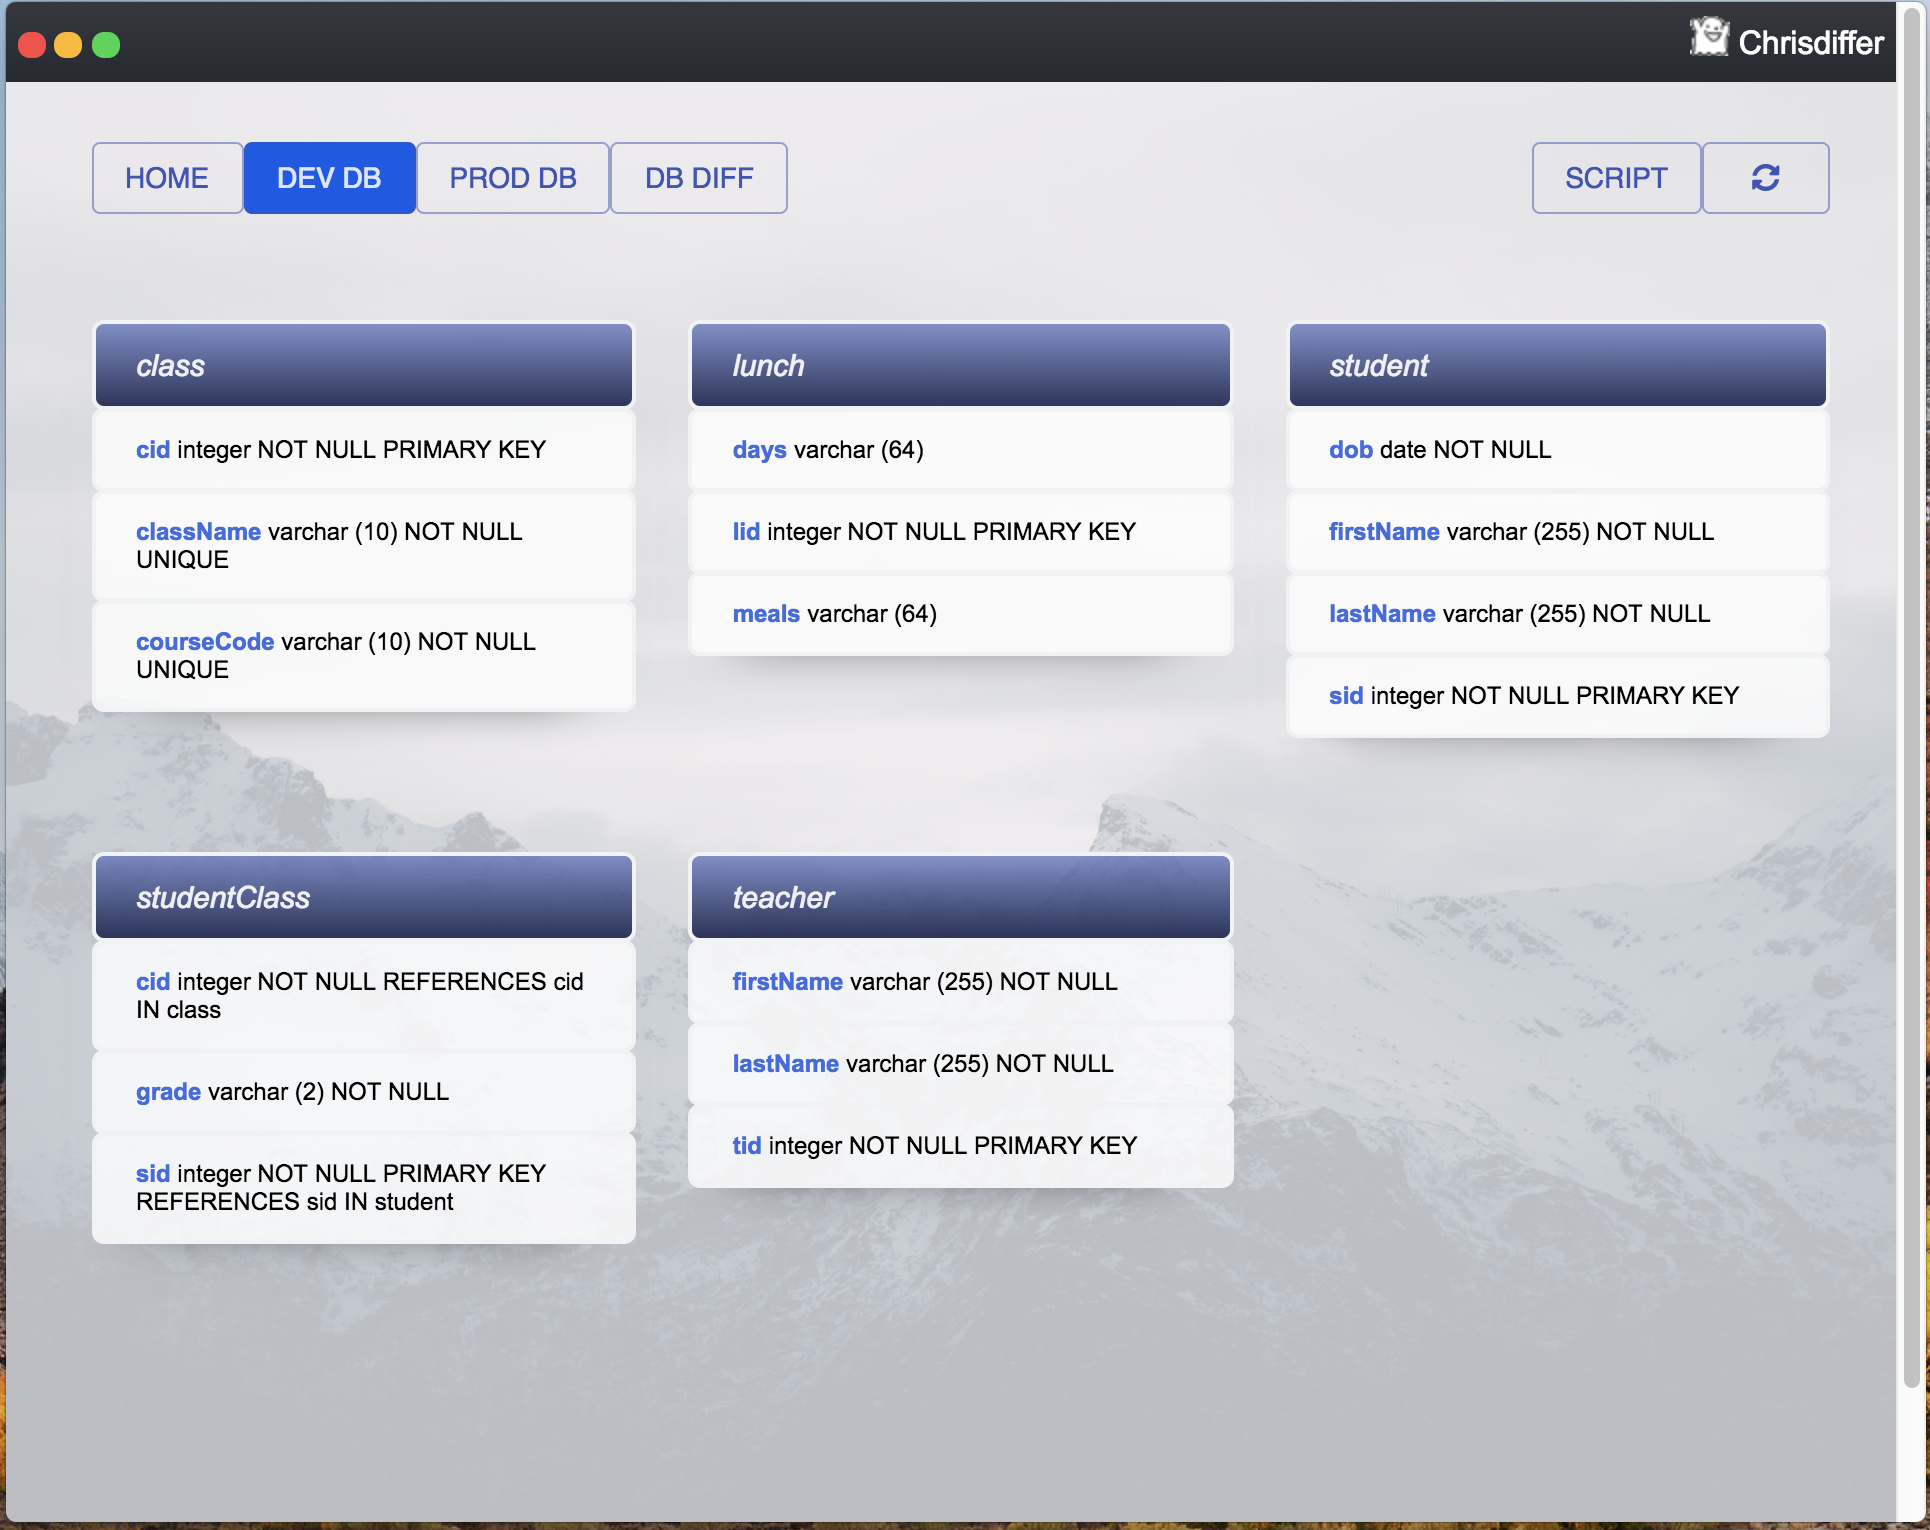 Chrisdiffer
HOME DEV DB PROD DB DB DIFF SCRIPT
class
cid integer NOT NULL PRIMARY KEY
className varchar (10) NOT NULL
UNIQUE
courseCode varchar (10) NOT NULL
UNIQUE
lunch
days varchar (64)
lid integer NOT NULL PRIMARY KEY
meals varchar (64)
student
dob date NOT NULL
firstName varchar (255) NOT NULL
lastName varchar (255) NOT NULL
sid integer NOT NULL PRIMARY KEY
studentClass
cid integer NOT NULL REFERENCES cid
IN class
grade varchar (2) NOT NULL
sid integer NOT NULL PRIMARY KEY
REFERENCES sid IN student
teacher
firstName varchar (255) NOT NULL
lastName varchar (255) NOT NULL
tid integer NOT NULL PRIMARY KEY